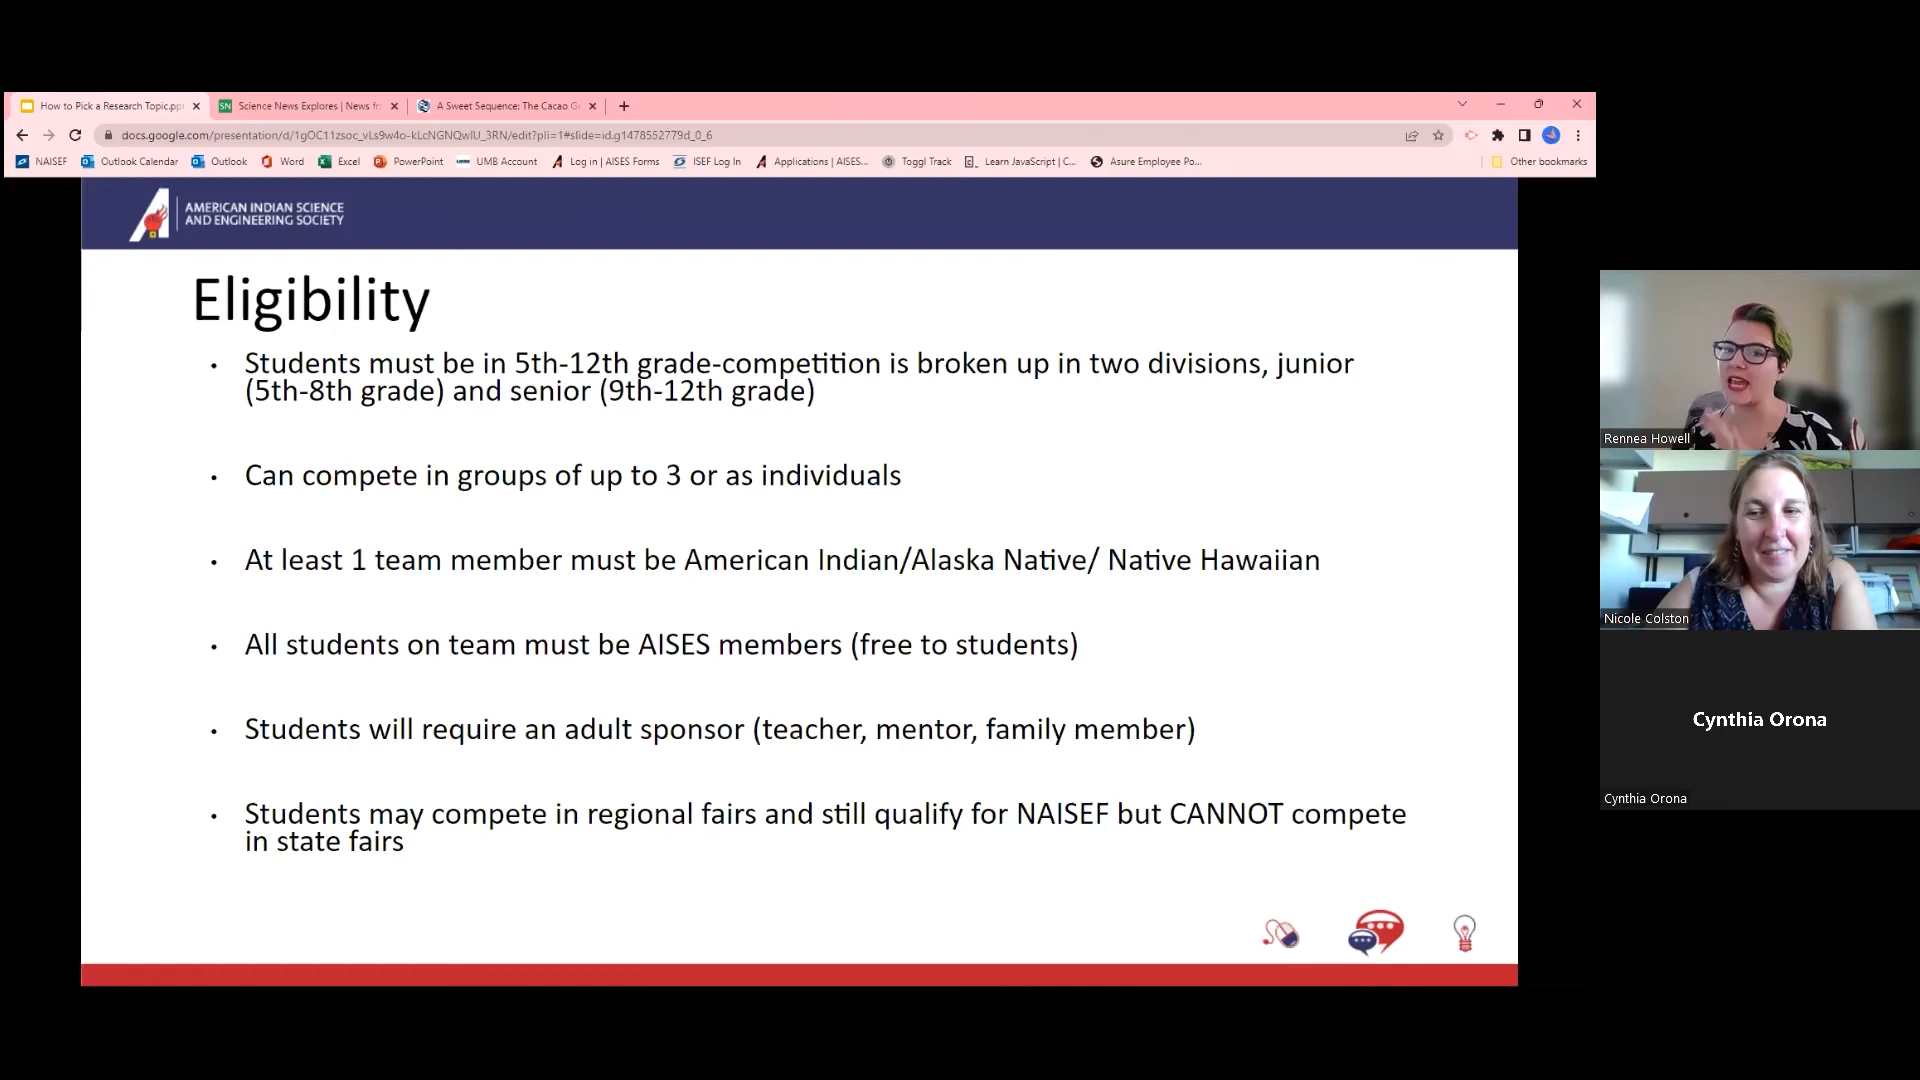 How to Pick a Research Topic.pp
Science News Explores | News fr
A Sweet Sequence: The Cacao G
docs.google.com/presentation/d/1gOC11zsoc_vLs9w4o-kLcNGNQwlU_3RN/edit?pli=1#slide=id.g1478552779d_0_6
NAISEF Outlook Calendar Outlook Word Excel PowerPoint UMB Account Log in | AISES Forms ISEF Log In Applications | AISES... Toggl Track Learn JavaScript | C... Asure Employee Po... Other bookmarks
AMERICAN INDIAN SCIENCE
AND ENGINEERING SOCIETY
Eligibility
• Students must be in 5th-12th grade-competition is broken up in two divisions, junior
(5th-8th grade) and senior (9th-12th grade)
• Can compete in groups of up to 3 or as individuals
• At least 1 team member must be American Indian/Alaska Native/ Native Hawaiian
• All students on team must be AISES members (free to students)
• Students will require an adult sponsor (teacher, mentor, family member)
• Students may compete in regional fairs and still qualify for NAISEF but CANNOT compete
in state fairs
Rennea Howell
Nicole Colston
Cynthia Orona
Cynthia Orona